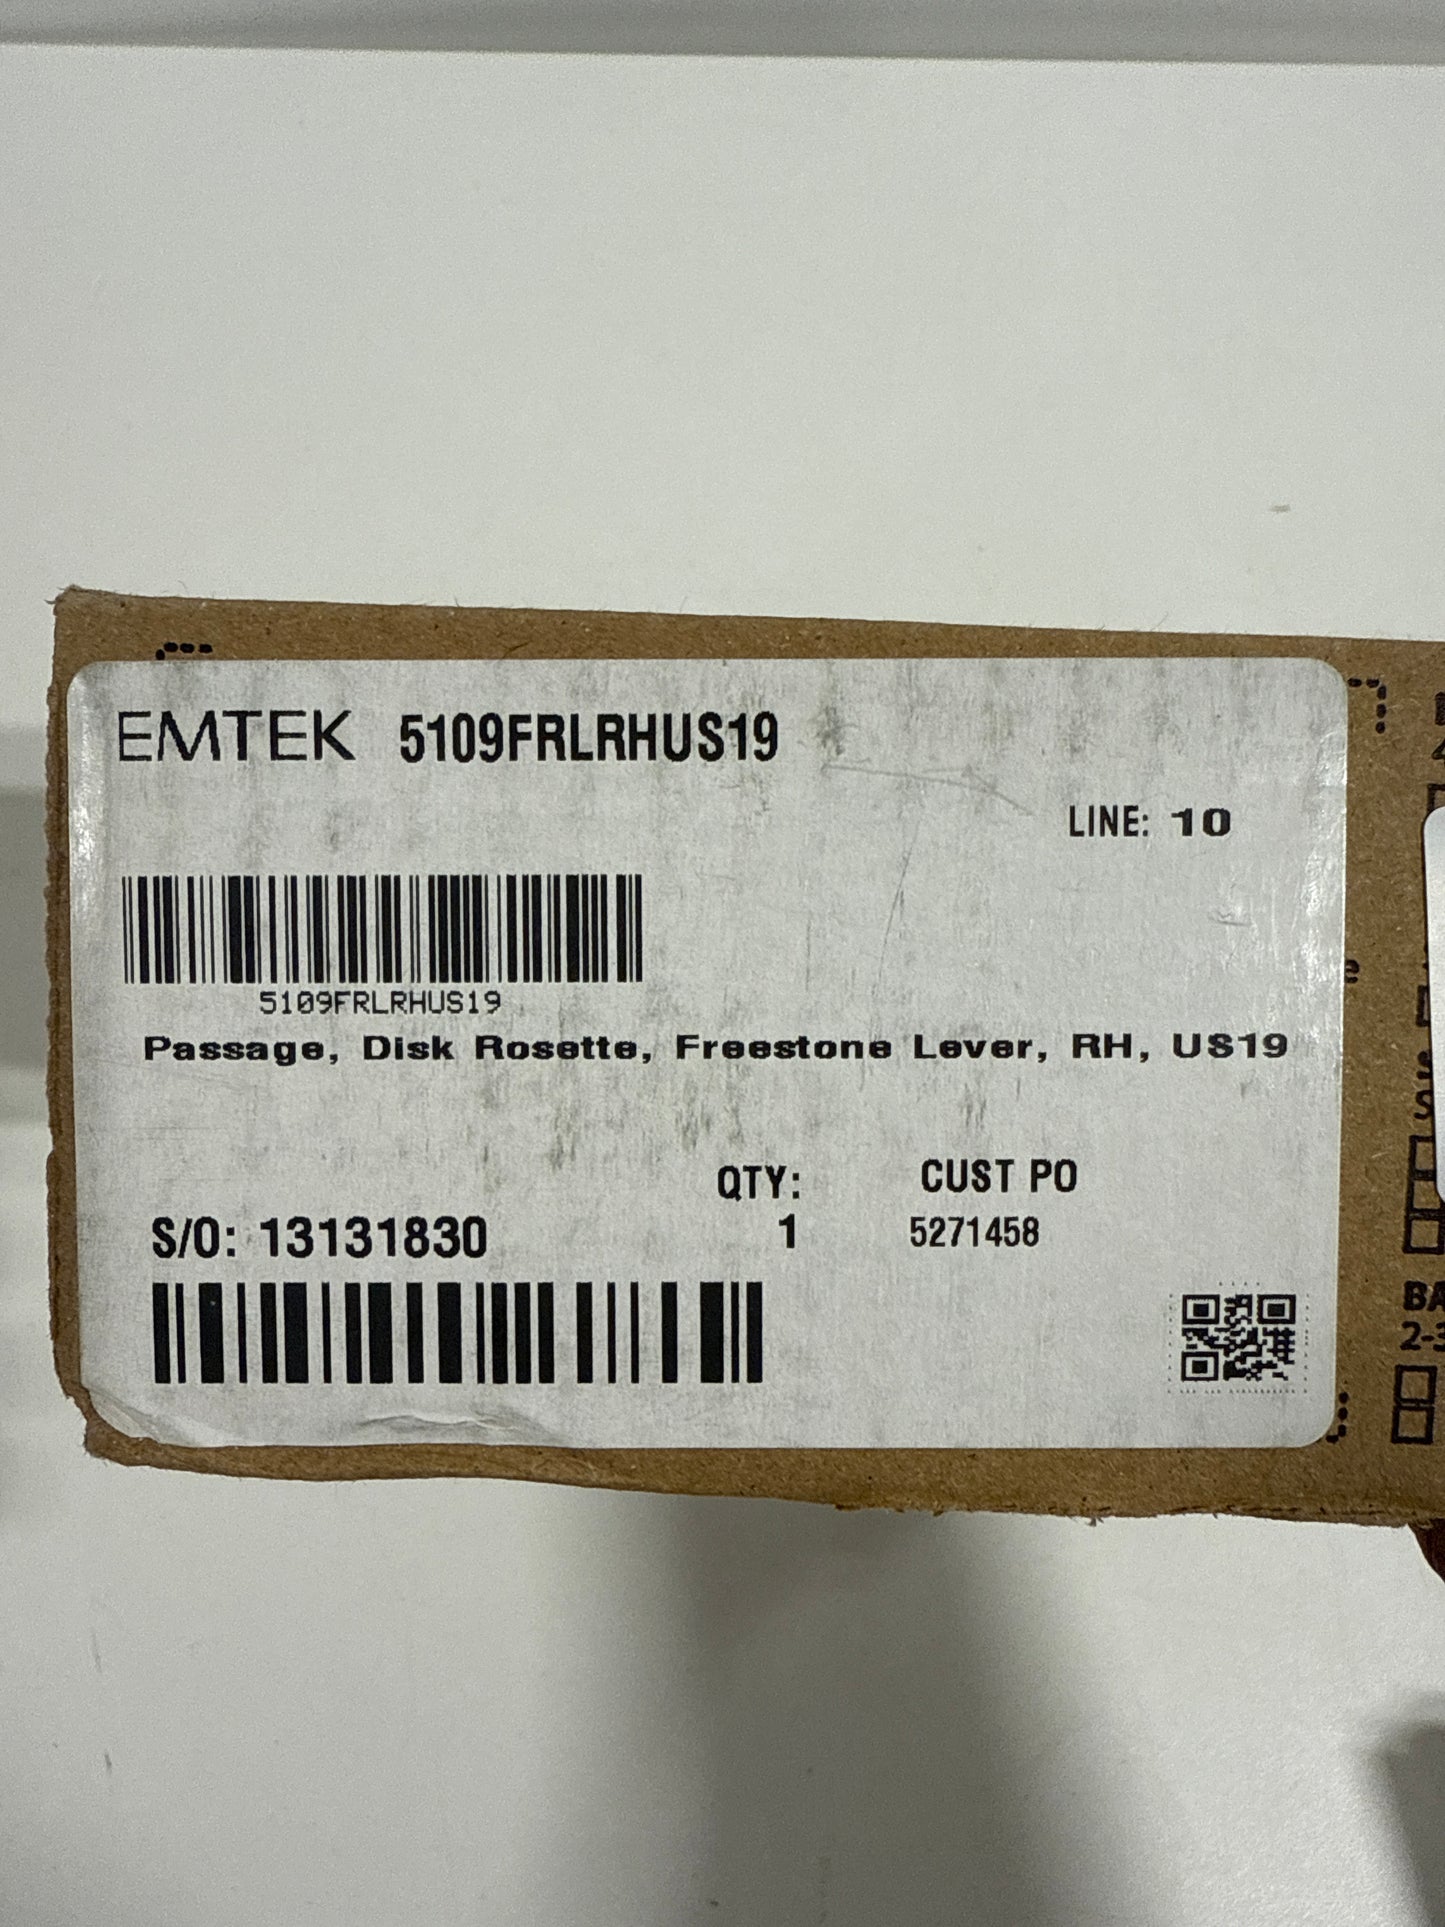 EMTEK 5109FRLRHUS19
LINE: 10
5109FRLRHUS19
Passage, Disk Rosette, Freestone Lever, RH, US19
QTY:
CUST PO
S/O: 13131830
1
5271458